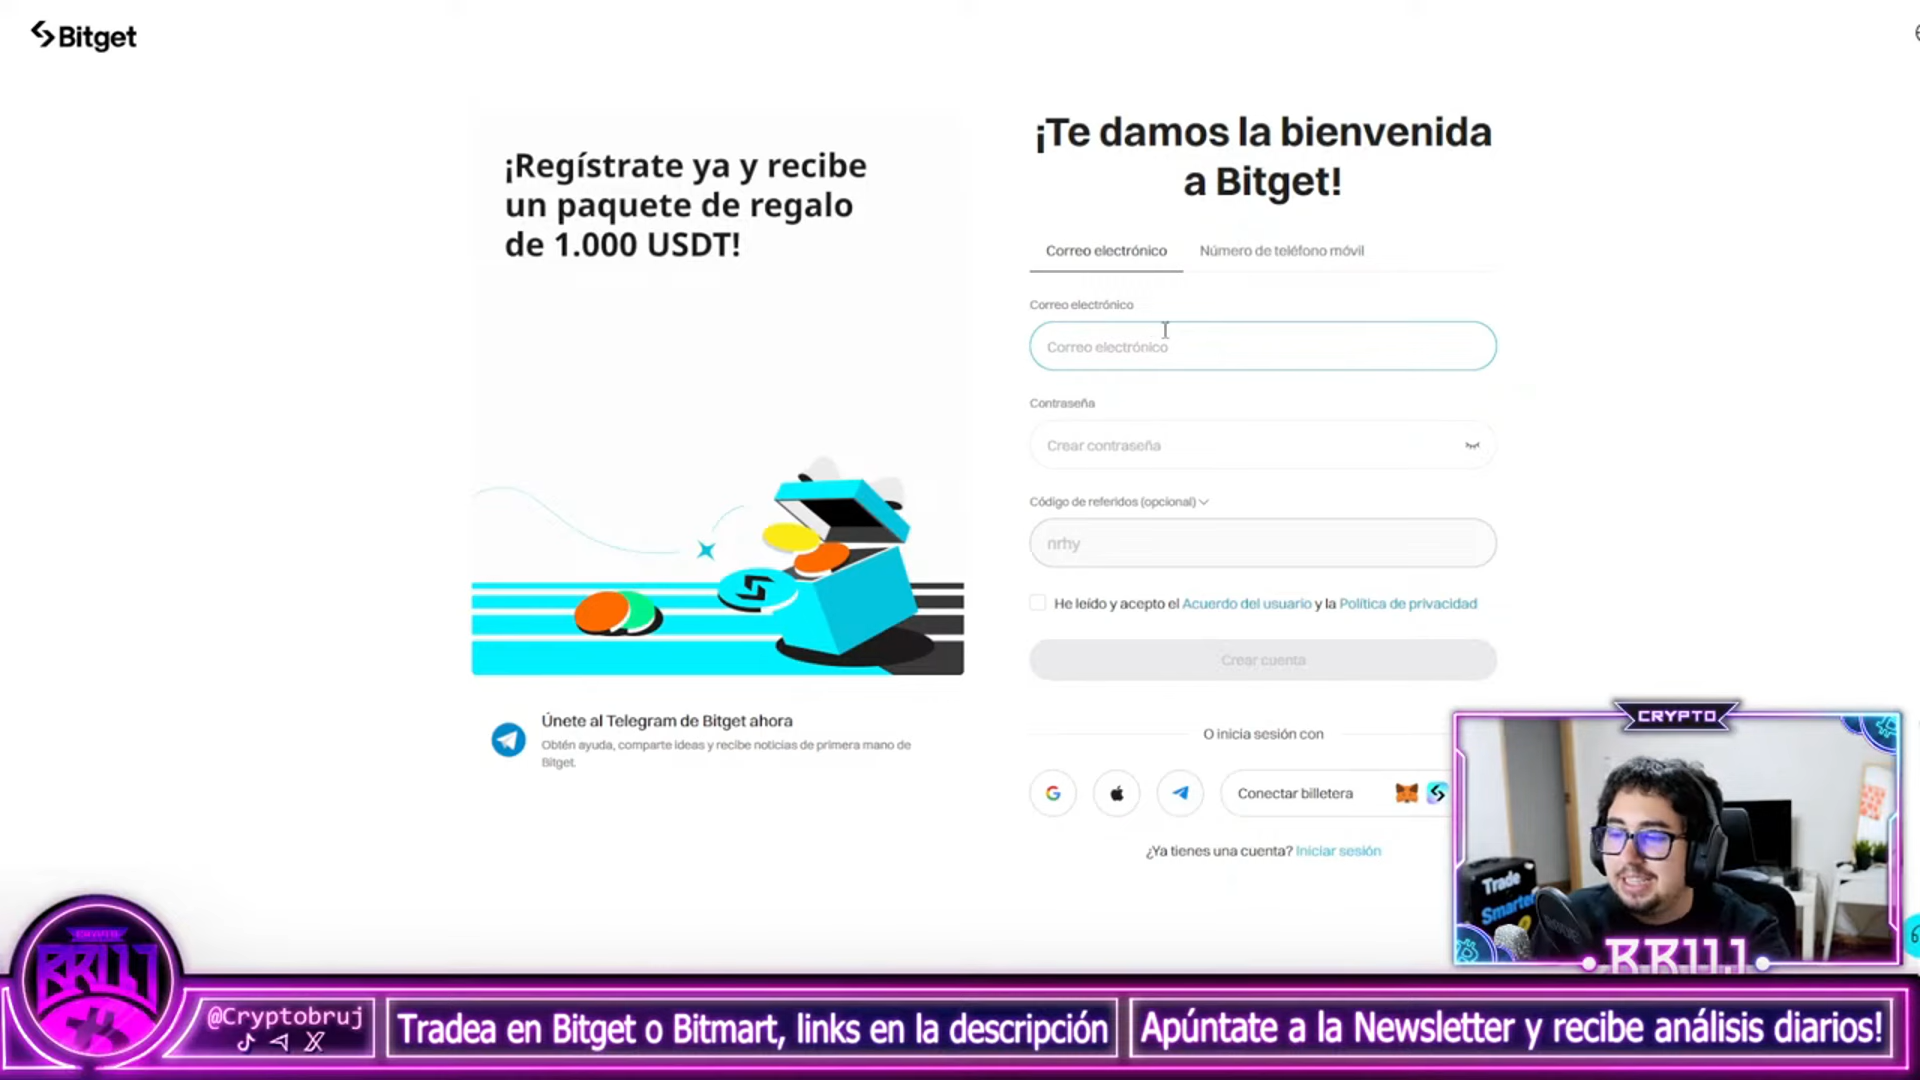 Bitget
¡Regístrate ya y recibe
un paquete de regalo
de 1.000 USDT!
Únete al Telegram de Bitget ahora
Obtén ayuda, comparte ideas y recibe noticias de primera mano de
Bitget.
¡Te damos la bienvenida
a Bitget!
Correo electrónico
Número de teléfono móvil
Correo electrónico
Correo electrónico
Contraseña
Crear contraseña
Código de referidos (opcional)
nrhy
He leído y acepto el Acuerdo del usuario y la Política de privacidad
Crear cuenta
O inicia sesión con
Conectar billetera
¿Ya tienes una cuenta? Iniciar sesión
CRYPTO
Trade
Smarter
BRUJ
CRYPTO
BRUJ
@Cryptobruj
Tradea en Bitget o Bitmart, links en la descripción
Apúntate a la Newsletter y recibe análisis diarios!